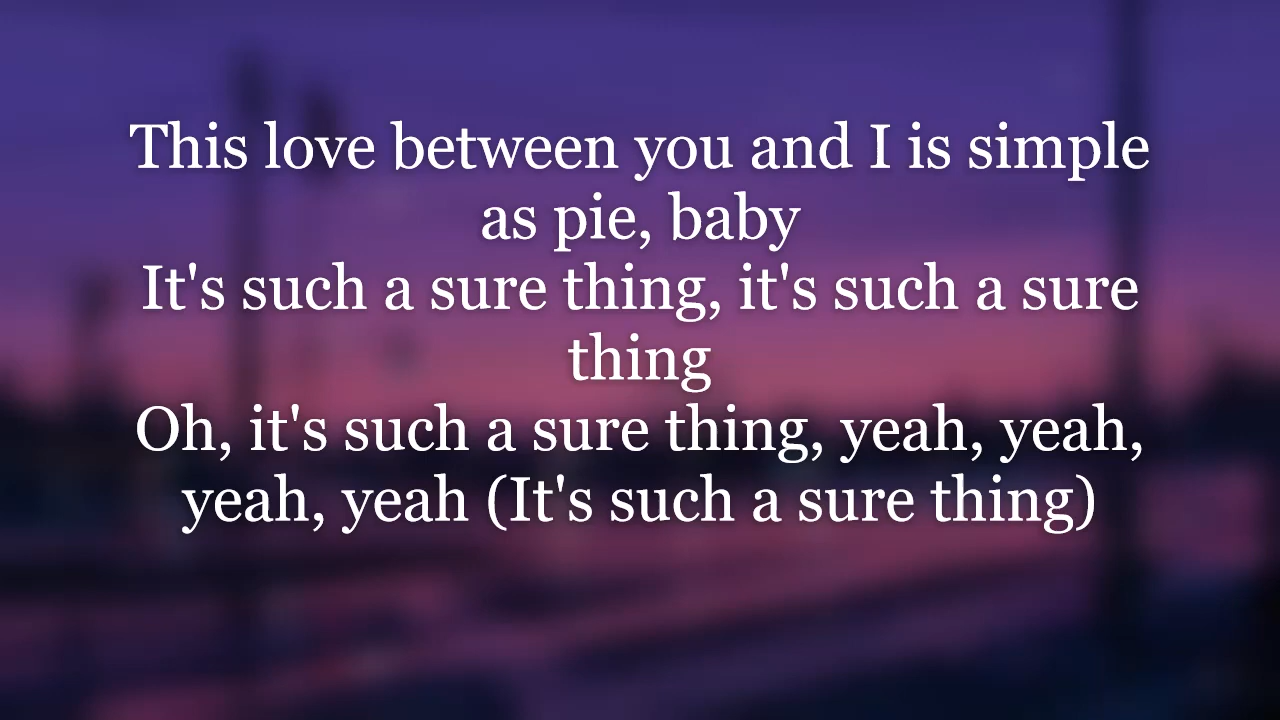 This love between you and I is simple
as pie, baby
It's such a sure thing, it's such a sure
thing
Oh, it's such a sure thing, yeah, yeah,
yeah, yeah (It's such a sure thing)